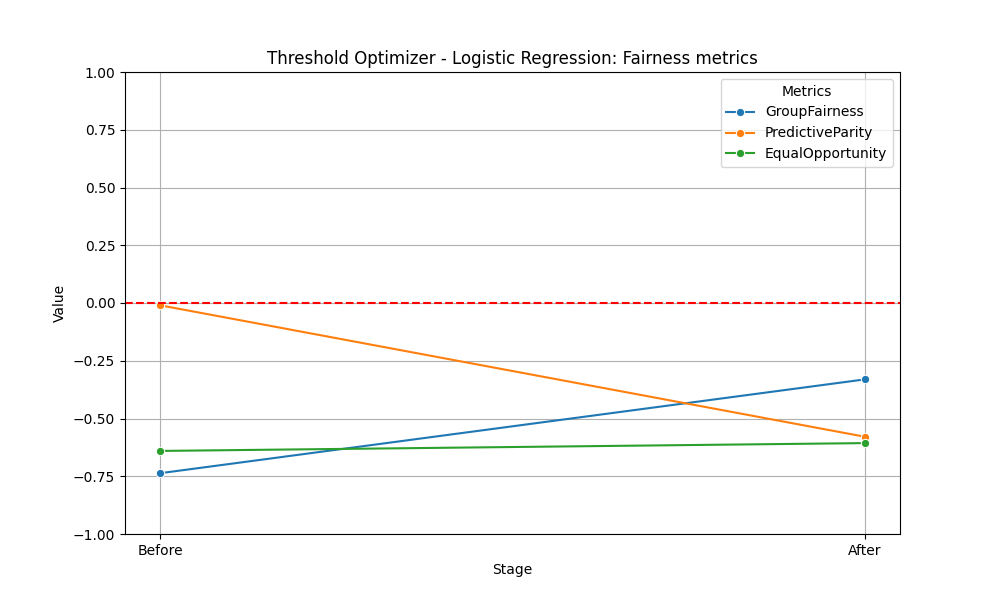 Threshold Optimizer - Logistic Regression: Fairness metrics
1.00
0.75
0.50
0.25
0.00
−0.25
−0.50
−0.75
−1.00
Value
Metrics
GroupFairness
PredictiveParity
EqualOpportunity
Before
After
Stage